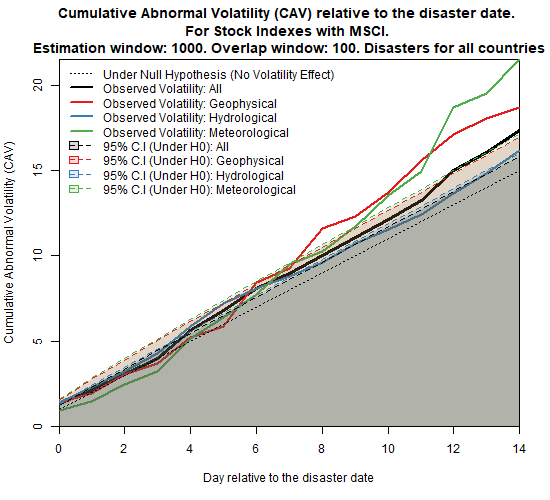 Cumulative Abnormal Volatility (CAV) relative to the disaster date.
For Stock Indexes with MSCI.
Estimation window: 1000. Overlap window: 100. Disasters for all countries
Under Null Hypothesis (No Volatility Effect)
Observed Volatility: All
Observed Volatility: Geophysical
Observed Volatility: Hydrological
Observed Volatility: Meteorological
95% C.I (Under H0): All
95% C.I (Under H0): Geophysical
95% C.I (Under H0): Hydrological
95% C.I (Under H0): Meteorological
Cumulative Abnormal Volatility (CAV)
20
15
10
5
0
0 2 4 6 8 10 12 14
Day relative to the disaster date